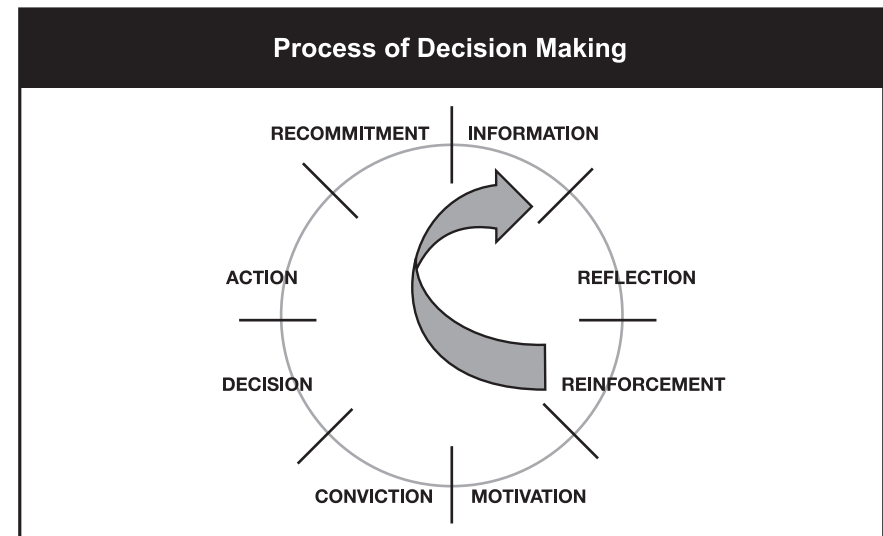 Process of Decision Making
RECOMMITMENT
INFORMATION
ACTION
REFLECTION
DECISION
REINFORCEMENT
CONVICTION
MOTIVATION